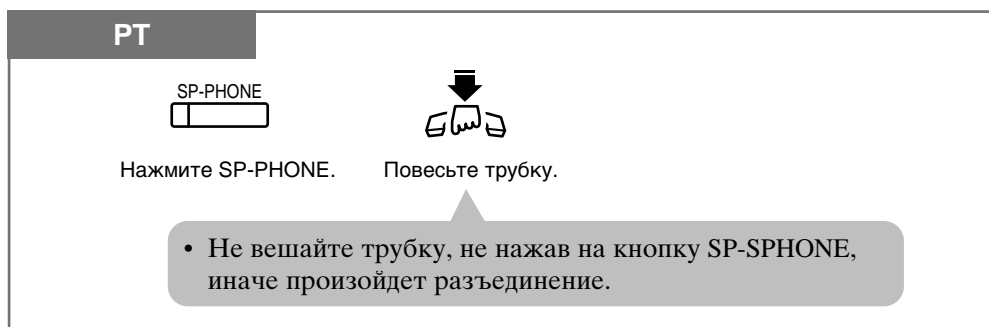 PT
SP-PHONE
Нажмите SP-PHONE. Повесьте трубку.
• Не вешайте трубку, не нажав на кнопку SP-SPHONE,
иначе произойдет разъединение.